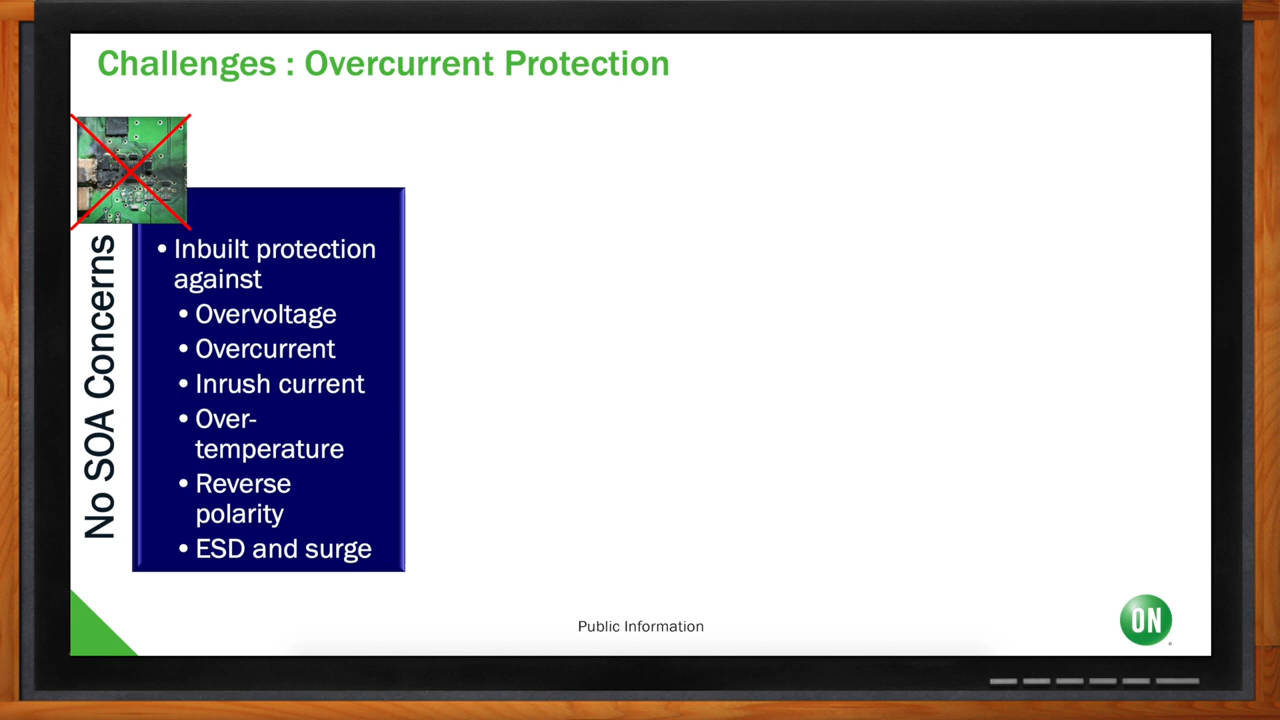 Challenges : Overcurrent Protection
No SOA Concerns
• Inbuilt protection
against
• Overvoltage
• Overcurrent
• Inrush current
• Over-
temperature
• Reverse
polarity
• ESD and surge
Public Information
ON